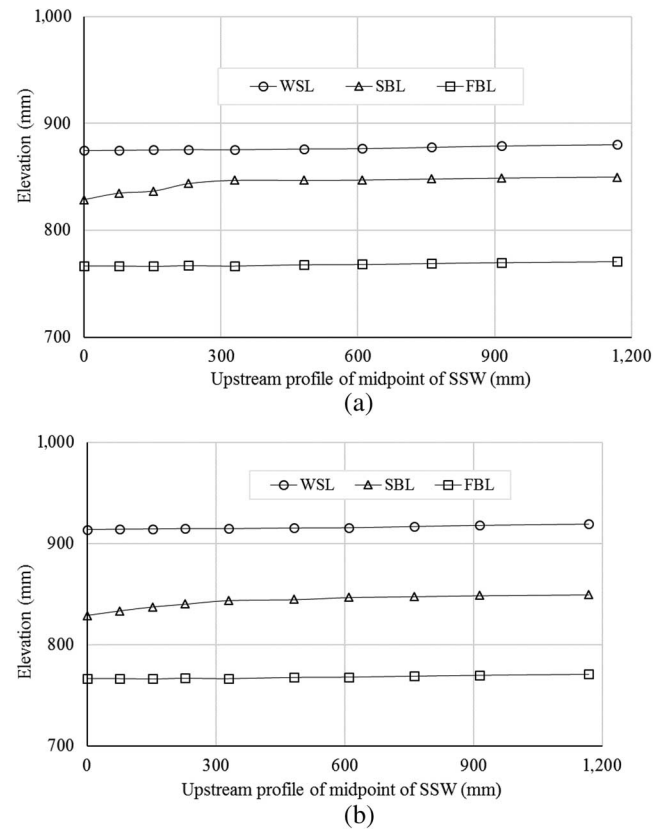 1,000
900
800
700
Elevation (mm)
WSL SBL FBL
0 300 600 900 1,200
Upstream profile of midpoint of SSW (mm)
(a)
1,000
900
800
700
Elevation (mm)
WSL SBL FBL
0 300 600 900 1,200
Upstream profile of midpoint of SSW (mm)
(b)